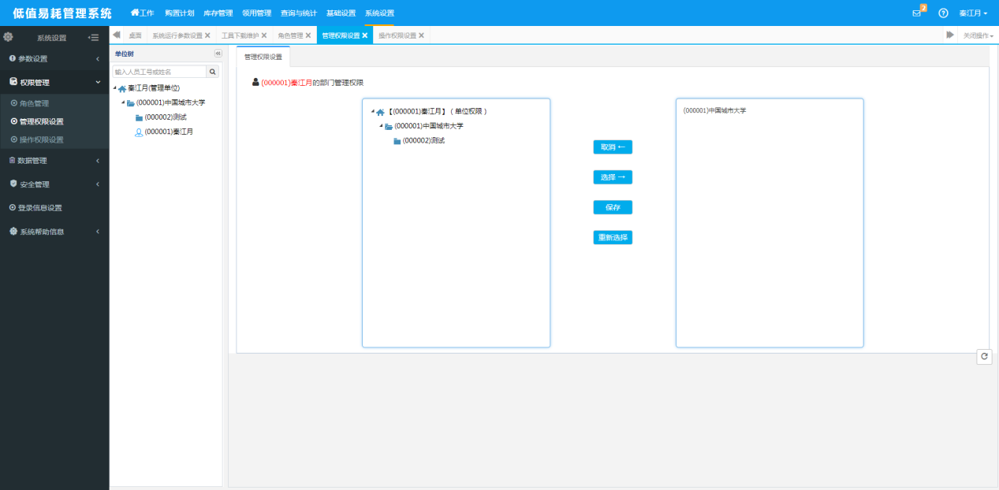 低值易耗管理系统 工作 购置计划 库存管理 领用管理 查询与统计 基础设置 系统设置 2 秦江月
系统设置 桌面 系统运行参数设置 工具下载维护 角色管理 管理权限设置 操作权限设置 关闭操作
参数设置
权限管理
角色管理
管理权限设置
操作权限设置
数据管理
安全管理
登录信息设置
系统帮助信息
单位树
输入人员工号或姓名
秦江月(管理单位)
(000001)中国城市大学
(000002)测试
(000001)秦江月
管理权限设置
(000001)秦江月的部门管理权限
【(000001)秦江月】（单位权限）
(000001)中国城市大学
(000002)测试
取消 ←
选择 →
保存
重新选择
(000001)中国城市大学